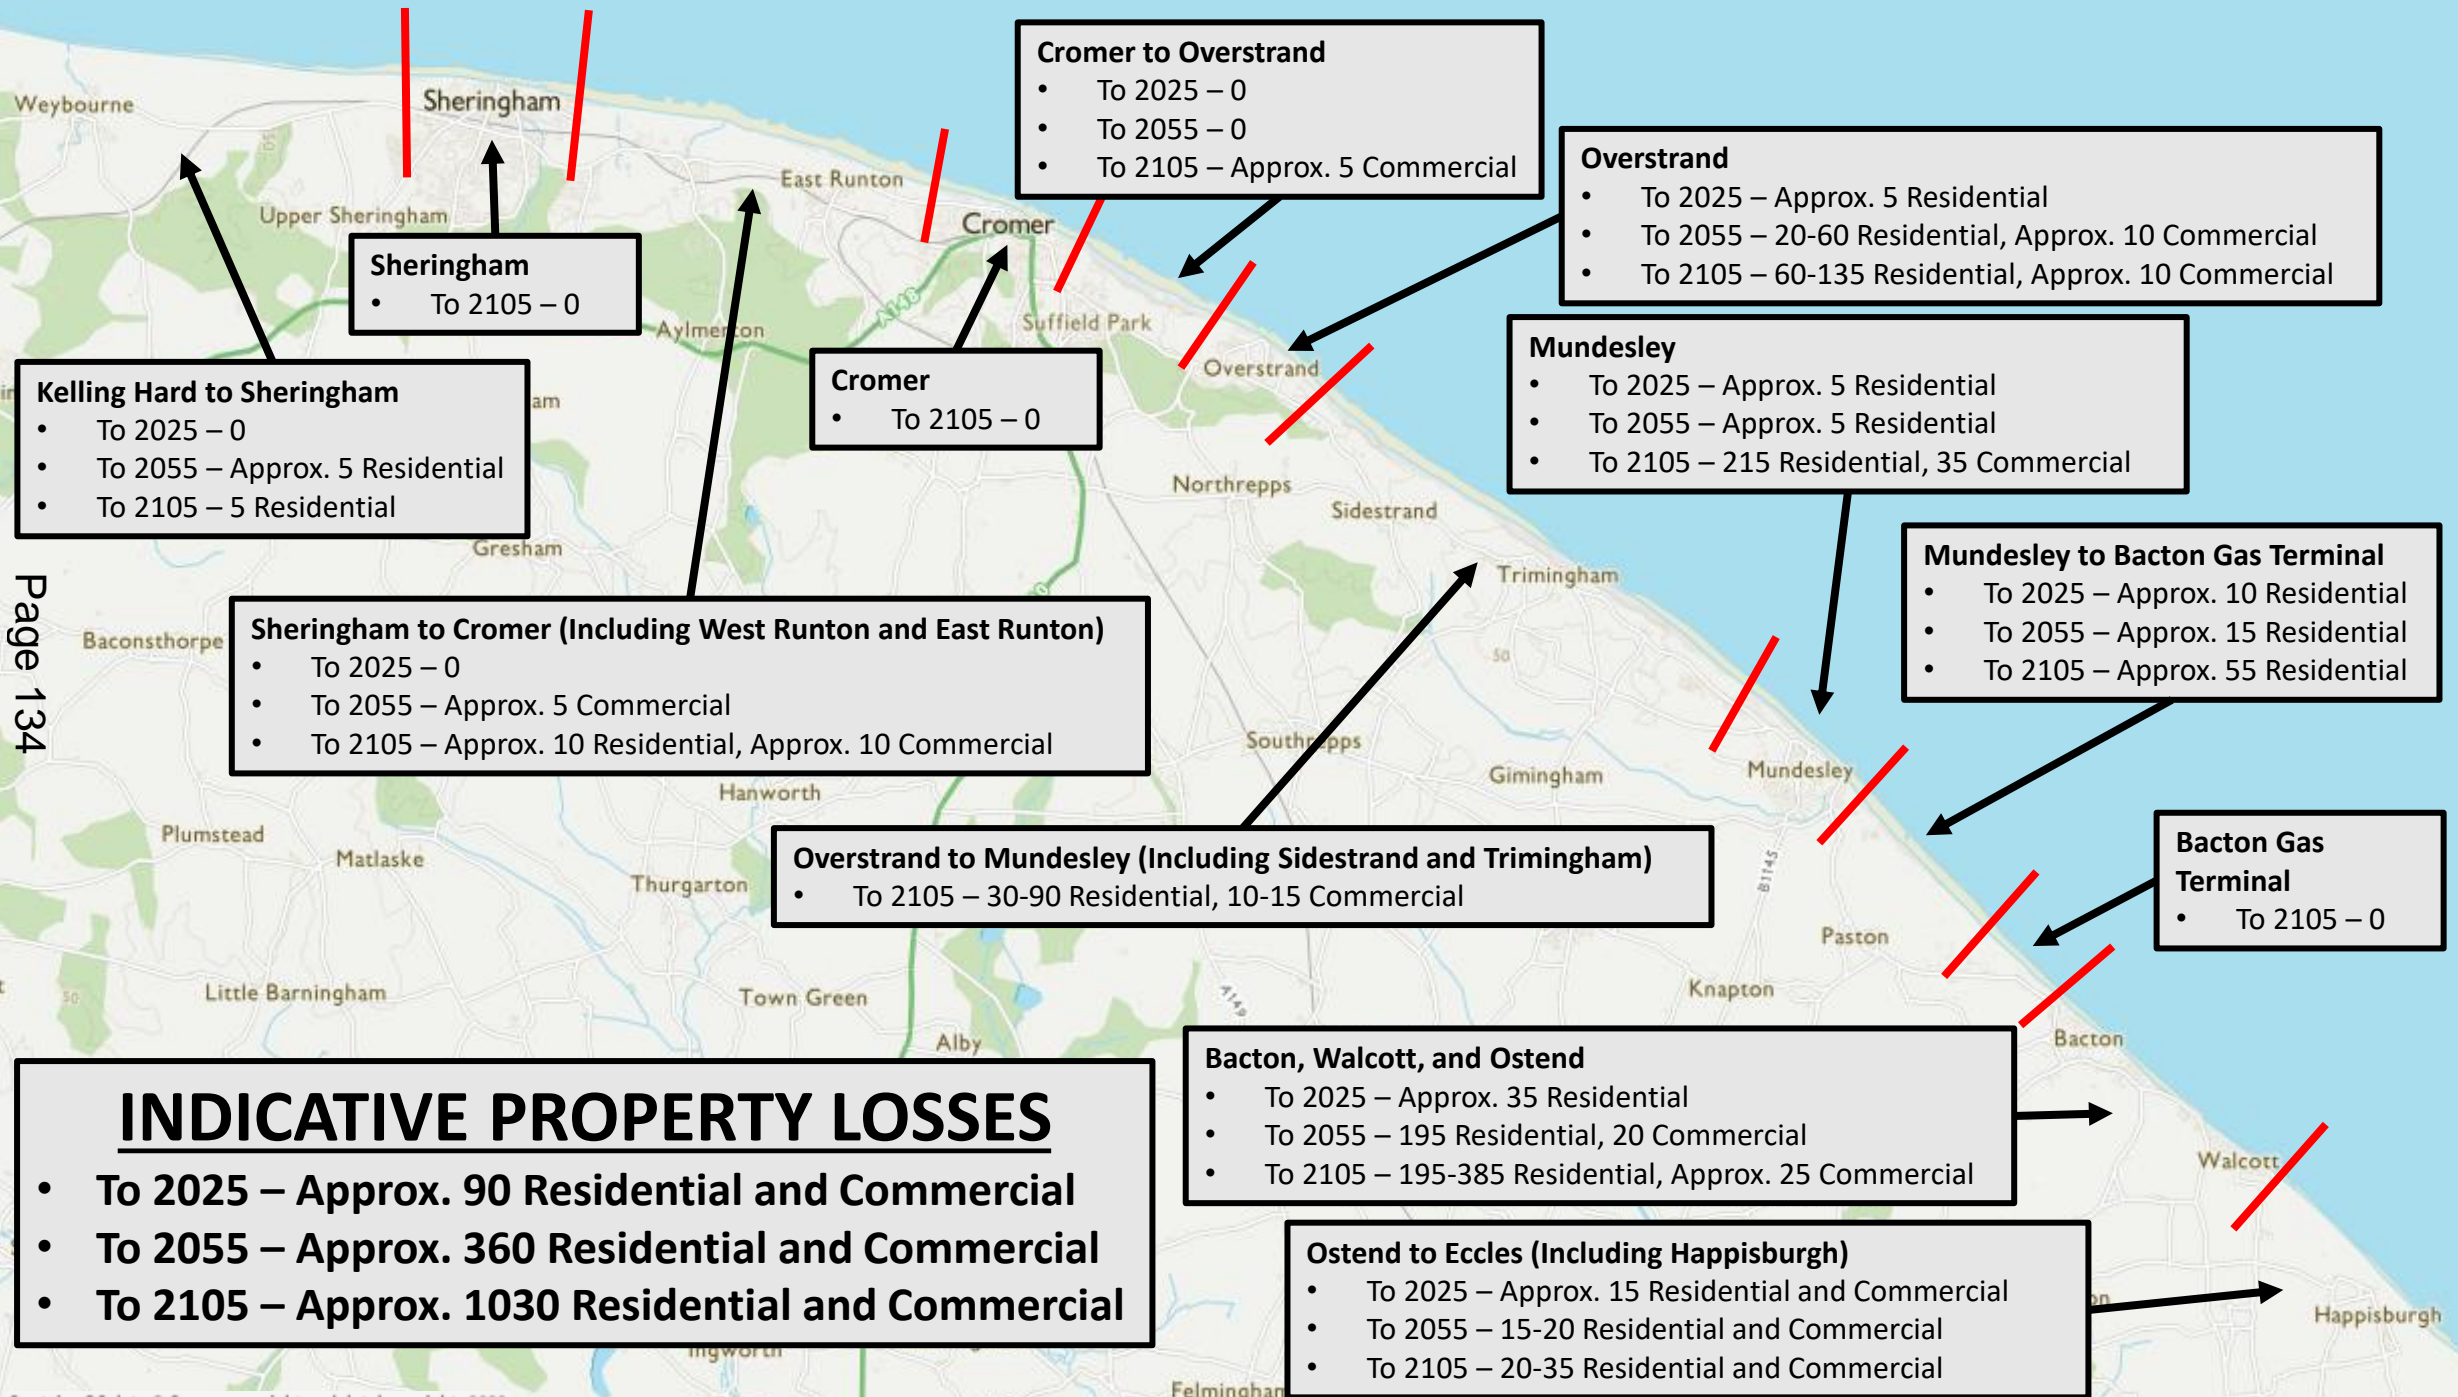 Weybourne
Sheringham
Upper Sheringham
East Runton
Cromer
Aylmerton
A148
Suffield Park
Overstrand
Northrepps
Sidestrand
Trimingham
Gresham
Baconsthorpe
50
Southrepps
Gimingham
Mundesley
Hanworth
Plumstead
Matlaske
Thurgarton
B1145
Paston
Knapton
Little Barningham
50
Town Green
A149
Alby
Bacton
Walcott
Happisburgh
Ingworth
Felmingham
Cromer to Overstrand
• To 2025 – 0
• To 2055 – 0
• To 2105 – Approx. 5 Commercial
Overstrand
• To 2025 – Approx. 5 Residential
• To 2055 – 20-60 Residential, Approx. 10 Commercial
• To 2105 – 60-135 Residential, Approx. 10 Commercial
Sheringham
• To 2105 – 0
Mundesley
• To 2025 – Approx. 5 Residential
• To 2055 – Approx. 5 Residential
• To 2105 – 215 Residential, 35 Commercial
Cromer
• To 2105 – 0
Kelling Hard to Sheringham
• To 2025 – 0
• To 2055 – Approx. 5 Residential
• To 2105 – 5 Residential
Mundesley to Bacton Gas Terminal
• To 2025 – Approx. 10 Residential
• To 2055 – Approx. 15 Residential
• To 2105 – Approx. 55 Residential
Page 134
Sheringham to Cromer (Including West Runton and East Runton)
• To 2025 – 0
• To 2055 – Approx. 5 Commercial
• To 2105 – Approx. 10 Residential, Approx. 10 Commercial
Overstrand to Mundesley (Including Sidestrand and Trimingham)
• To 2105 – 30-90 Residential, 10-15 Commercial
Bacton Gas
Terminal
• To 2105 – 0
Bacton, Walcott, and Ostend
• To 2025 – Approx. 35 Residential
• To 2055 – 195 Residential, 20 Commercial
• To 2105 – 195-385 Residential, Approx. 25 Commercial
INDICATIVE PROPERTY LOSSES
• To 2025 – Approx. 90 Residential and Commercial
• To 2055 – Approx. 360 Residential and Commercial
• To 2105 – Approx. 1030 Residential and Commercial
Ostend to Eccles (Including Happisburgh)
• To 2025 – Approx. 15 Residential and Commercial
• To 2055 – 15-20 Residential and Commercial
• To 2105 – 20-35 Residential and Commercial